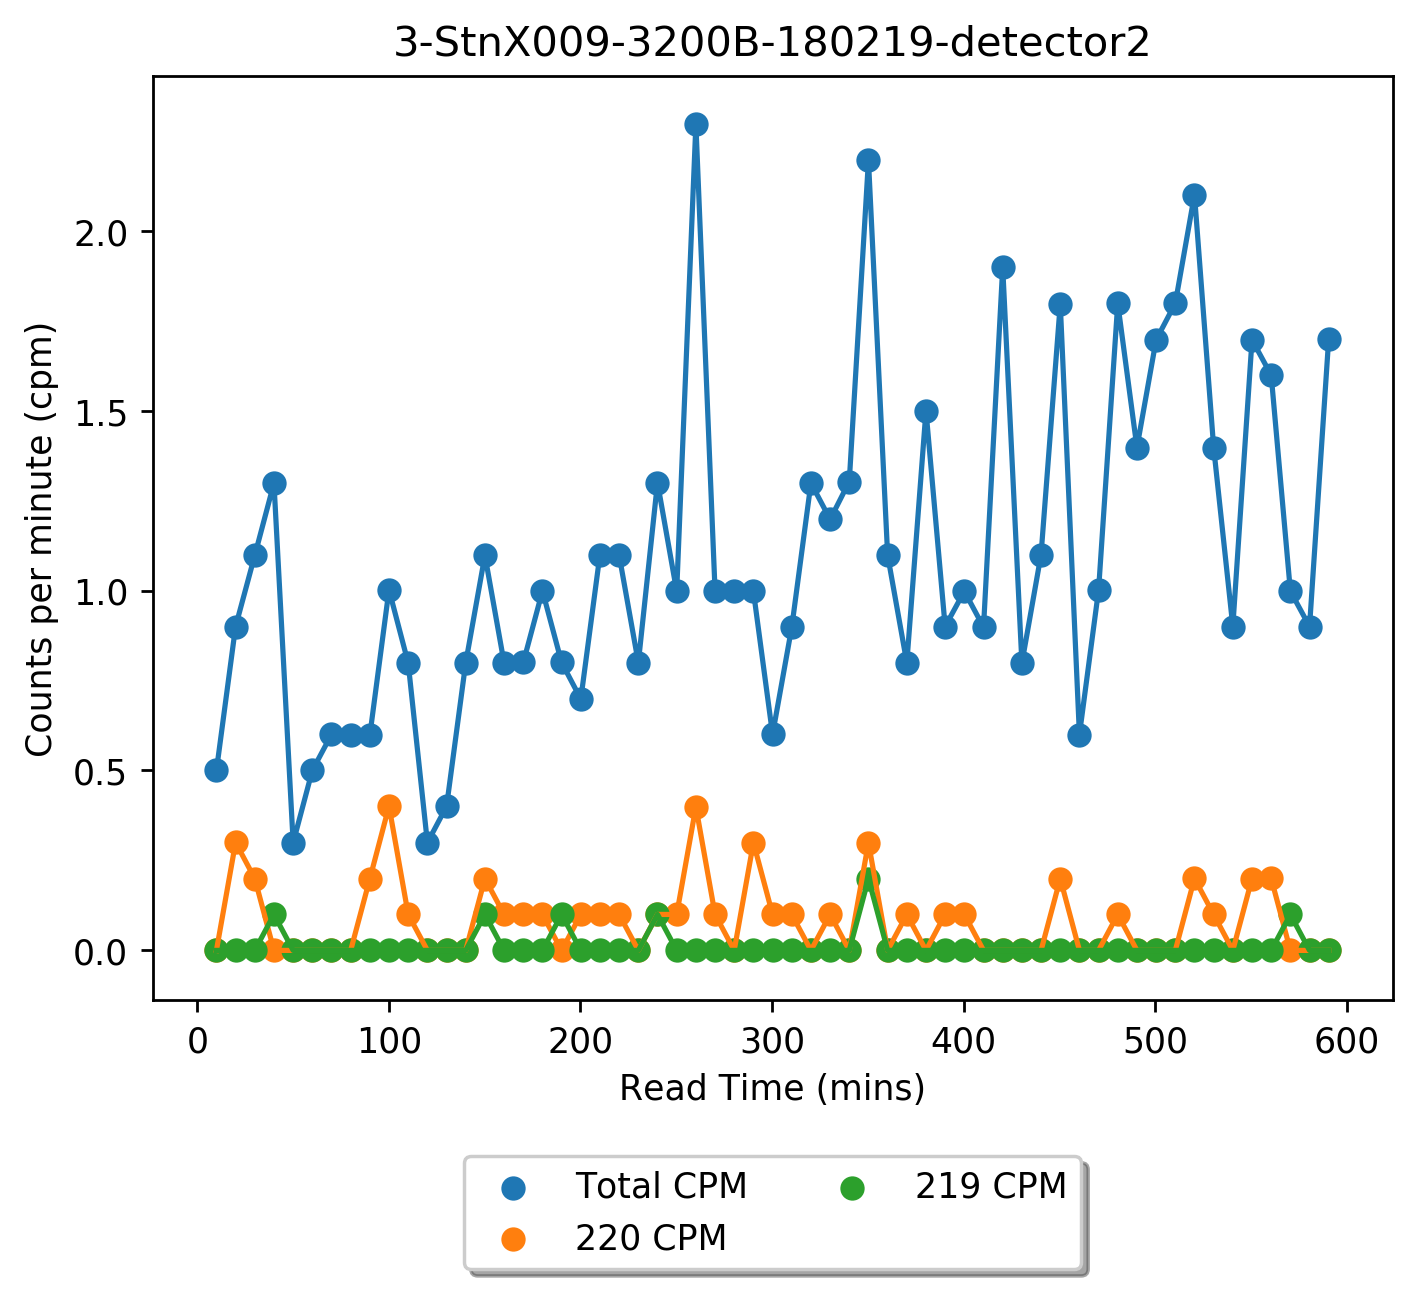 3-StnX009-3200B-180219-detector2
Counts per minute (cpm)
2.0
1.5
1.0
0.5
0.0
0 100 200 300 400 500 600
Read Time (mins)
Total CPM 219 CPM
220 CPM